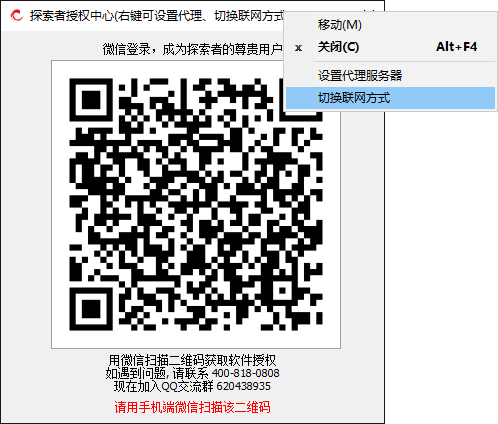 探索者授权中心(右键可设置代理、切换联网方式
移动(M)
x 关闭(C) Alt+F4
设置代理服务器
切换联网方式
微信登录，成为探索者的尊贵用户
用微信扫描二维码获取软件授权
如遇到问题, 请联系 400-818-0808
现在加入QQ交流群 620438935
请用手机端微信扫描该二维码